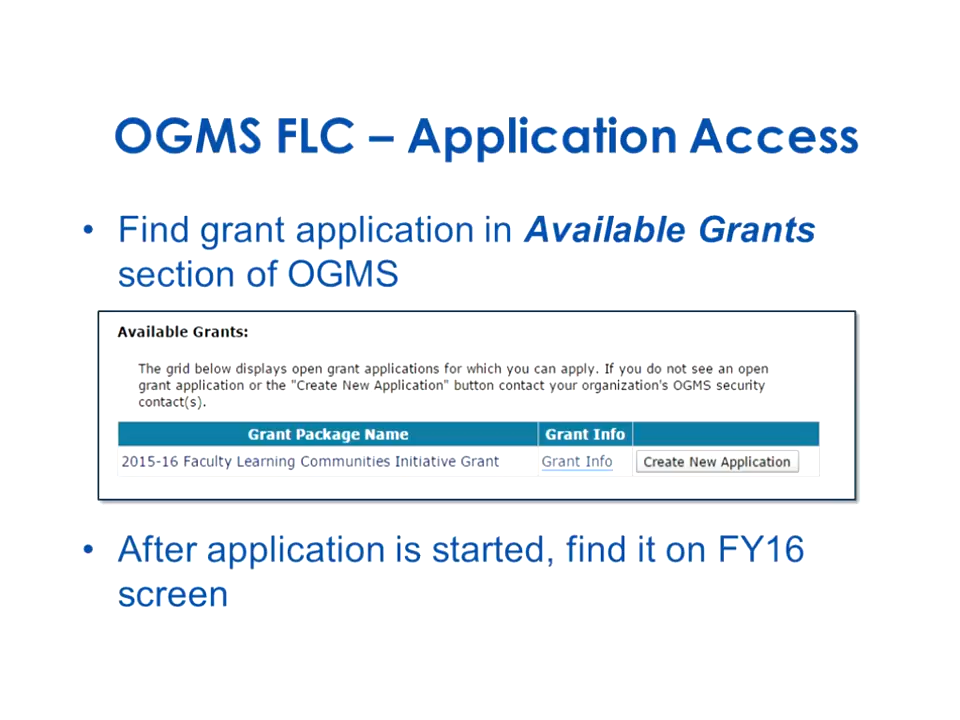 OGMS FLC – Application Access
• Find grant application in Available Grants
section of OGMS
Available Grants:
The grid below displays open grant applications for which you can apply. If you do not see an open
grant application or the "Create New Application" button contact your organization's OGMS security
contact(s).
Grant Package Name Grant Info
2015-16 Faculty Learning Communities Initiative Grant Grant Info Create New Application
• After application is started, find it on FY16
screen